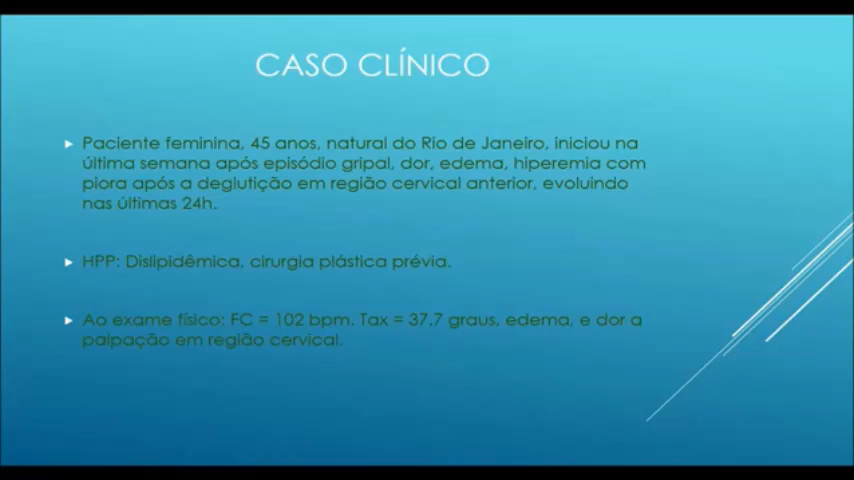 CASO CLÍNICO
Paciente feminina, 45 anos, natural do Rio de Janeiro, iniciou na
última semana após episódio gripal, dor, edema, hiperemia com
piora após a deglutição em região cervical anterior, evoluindo
nas últimas 24h.
HPP: Dislipidêmica, cirurgia plástica prévia.
Ao exame físico: FC = 102 bpm. Tax = 37.7 graus, edema, e dor a
palpação em região cervical.